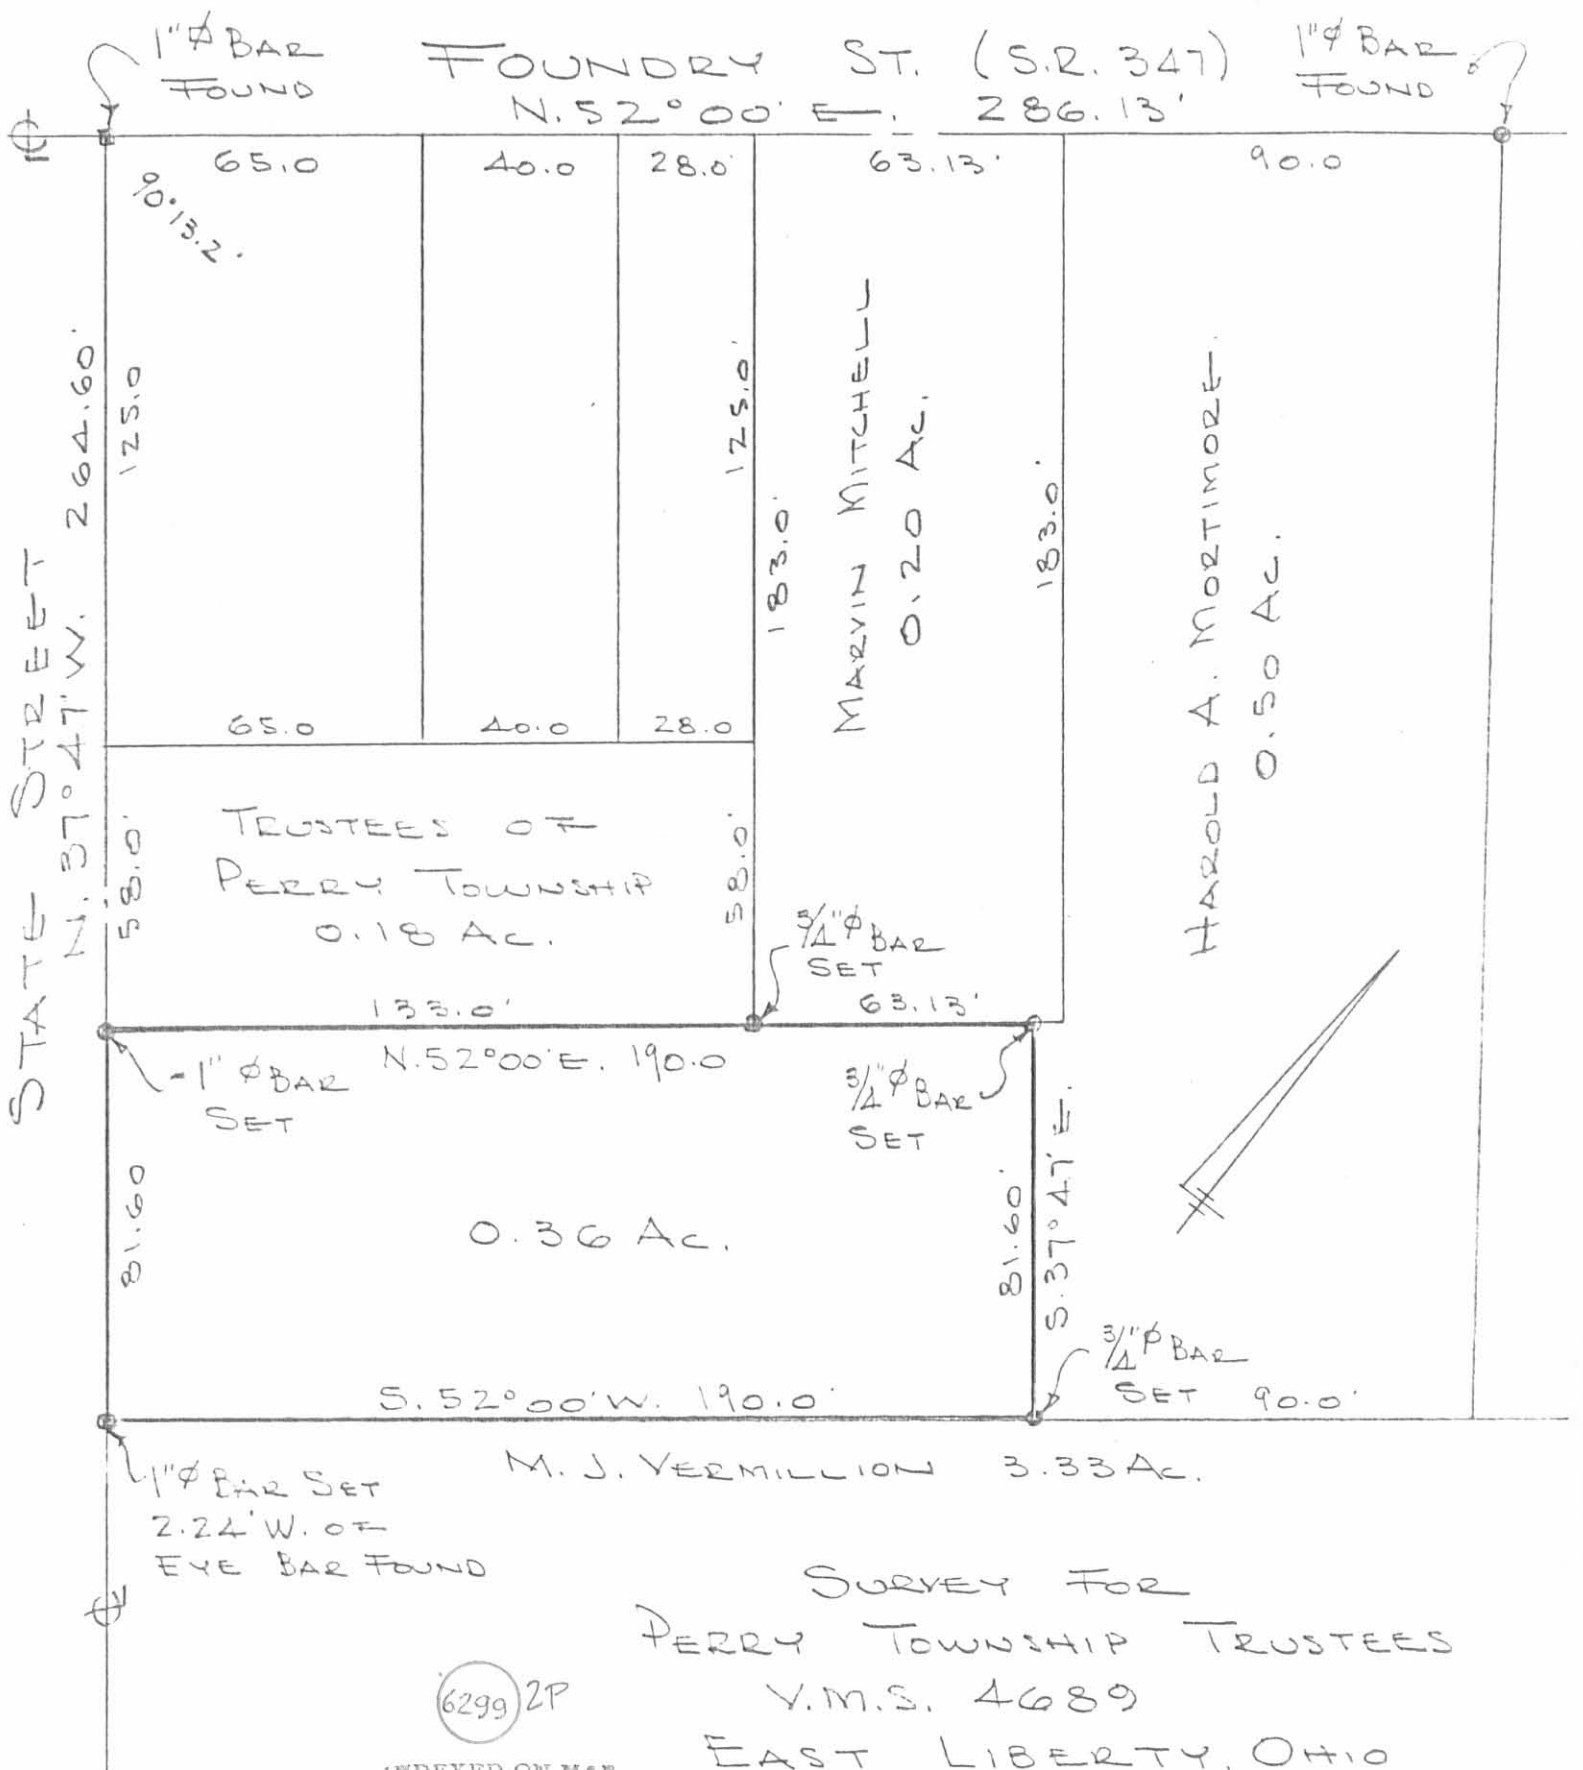 1"ϕ BAR
FOUND
FOUNDRY ST. (S.R. 347)
N. 52°00' E. 286.13'
1"ϕ BAR
FOUND
65.0
40.0
28.0'
63.13'
90.0
90°13.2'
STATE STREET
N. 37°47' W. 264.60'
125.0
125.0'
183.0'
MARVIN MITCHELL
0.20 AC.
183.0'
HAROLD A. MORTIMORE
0.50 AC.
65.0
40.0
28.0
58.0'
TRUSTEES OF
PERRY TOWNSHIP
0.18 AC.
58.0'
3/4"ϕ BAR
SET
133.0'
63.13'
N. 52°00' E. 190.0
1" ϕ BAR
SET
3/4"ϕ BAR
SET
81.60
0.36 AC.
81.60'
S. 37°47' E.
3/4"ϕ BAR
SET
90.0'
S. 52°00' W. 190.0'
M. J. VERMILLION 3.33 AC.
1"ϕ BAR SET
2.24' W. OF
EYE BAR FOUND
SURVEY FOR
PERRY TOWNSHIP TRUSTEES
V.M.S. 4689
EAST LIBERTY, OHIO
6299 2P
INDEXED ON MAP